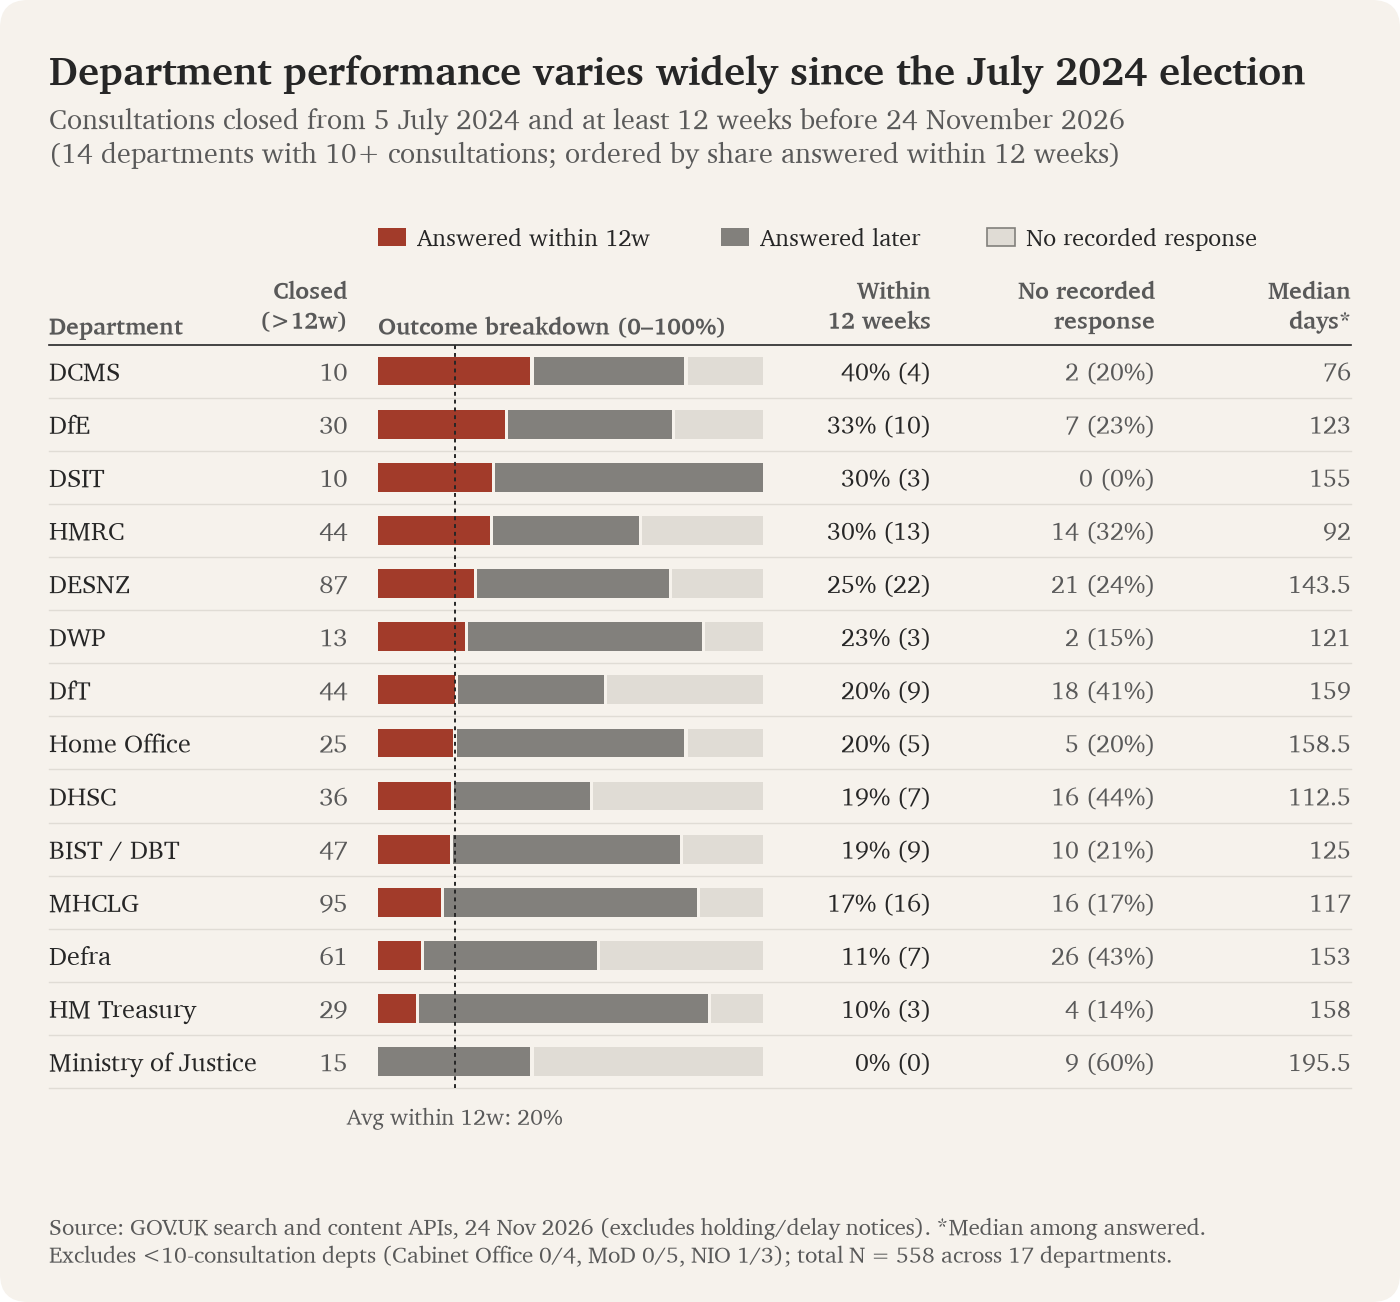 Department performance varies widely since the July 2024 election
Consultations closed from 5 July 2024 and at least 12 weeks before 24 November 2026
(14 departments with 10+ consultations; ordered by share answered within 12 weeks)
Answered within 12w Answered later No recorded response
Department Closed (>12w) Outcome breakdown (0–100%) Within 12 weeks No recorded response Median days*
DCMS 10 40% (4) 2 (20%) 76
DfE 30 33% (10) 7 (23%) 123
DSIT 10 30% (3) 0 (0%) 155
HMRC 44 30% (13) 14 (32%) 92
DESNZ 87 25% (22) 21 (24%) 143.5
DWP 13 23% (3) 2 (15%) 121
DfT 44 20% (9) 18 (41%) 159
Home Office 25 20% (5) 5 (20%) 158.5
DHSC 36 19% (7) 16 (44%) 112.5
BIST / DBT 47 19% (9) 10 (21%) 125
MHCLG 95 17% (16) 16 (17%) 117
Defra 61 11% (7) 26 (43%) 153
HM Treasury 29 10% (3) 4 (14%) 158
Ministry of Justice 15 0% (0) 9 (60%) 195.5
Avg within 12w: 20%
Source: GOV.UK search and content APIs, 24 Nov 2026 (excludes holding/delay notices). *Median among answered.
Excludes <10-consultation depts (Cabinet Office 0/4, MoD 0/5, NIO 1/3); total N = 558 across 17 departments.